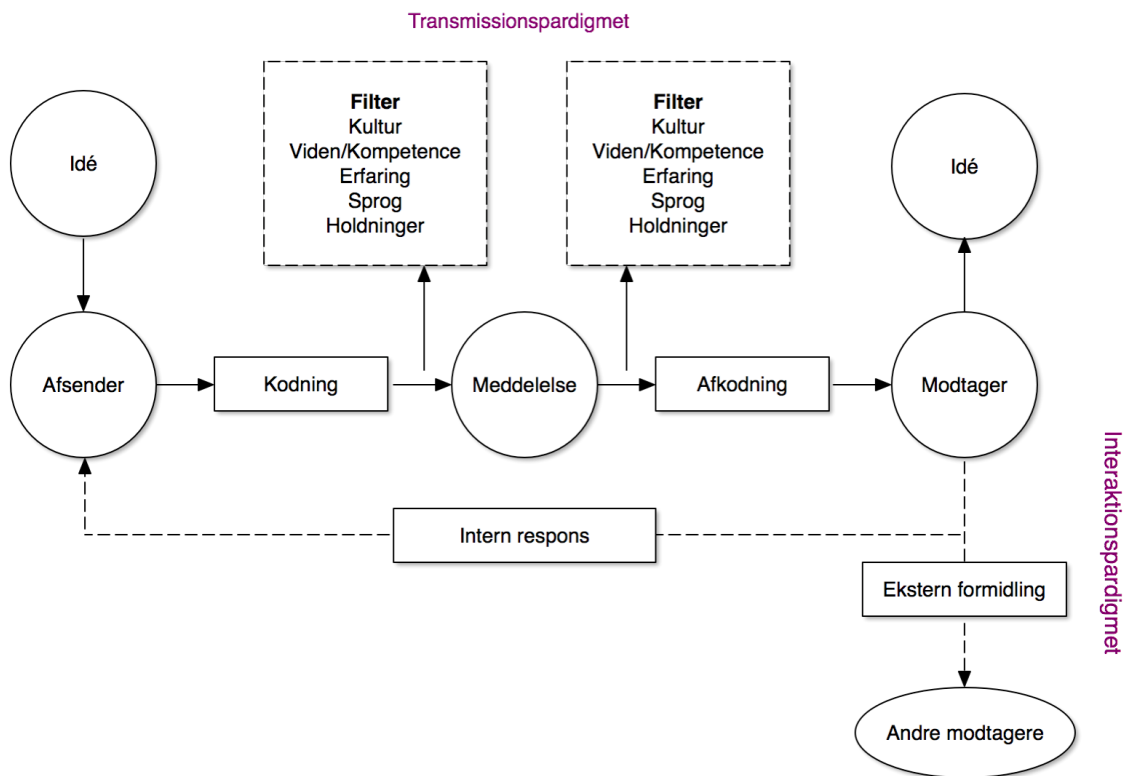 Transmissionspardigmet
Filter
Kultur
Viden/Kompetence
Erfaring
Sprog
Holdninger
Filter
Kultur
Viden/Kompetence
Erfaring
Sprog
Holdninger
Idé
Idé
Afsender
Kodning
Meddelelse
Afkodning
Modtager
Interaktionspardigmet
Intern respons
Ekstern formidling
Andre modtagere